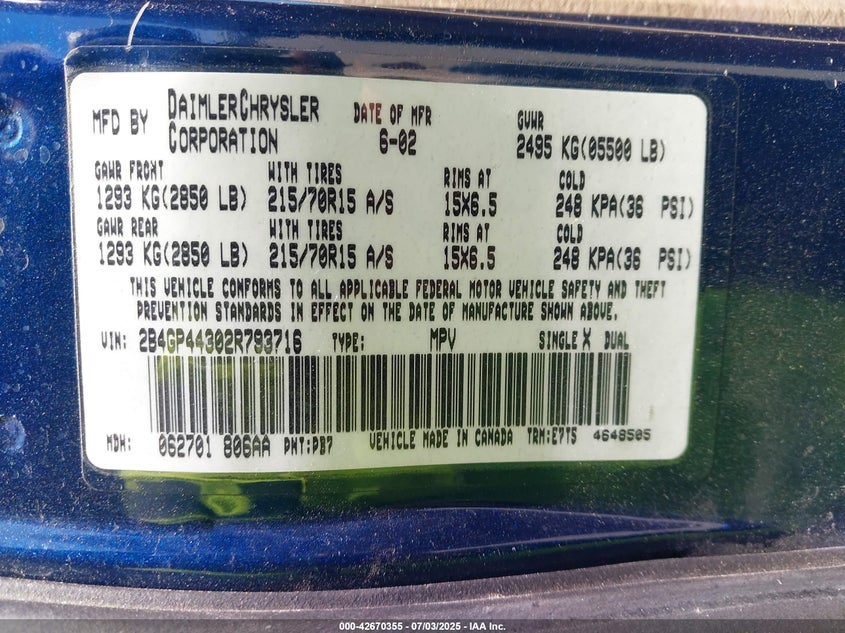 MFD BY DAIMLERCHRYSLER CORPORATION DATE OF MFR 6-02 GVWR 2495 KG(05500 LB)
GAWR FRONT WITH TIRES RIMS AT COLD
1293 KG(2850 LB) 215/70R15 A/S 15X6.5 248 KPA(36 PSI)
GAWR REAR WITH TIRES RIMS AT COLD
1293 KG(2850 LB) 215/70R15 A/S 15X6.5 248 KPA(36 PSI)
THIS VEHICLE CONFORMS TO ALL APPLICABLE FEDERAL MOTOR VEHICLE SAFETY AND THEFT
PREVENTION STANDARDS IN EFFECT ON THE DATE OF MANUFACTURE SHOWN ABOVE.
VIN: 2B4GP44302R793716 TYPE: MPV SINGLE X DUAL
MDH: 062701 806AA PNT:PB7 VEHICLE MADE IN CANADA TRM:E7T5 4648505
000-42670355 - 07/03/2025 - IAA Inc.